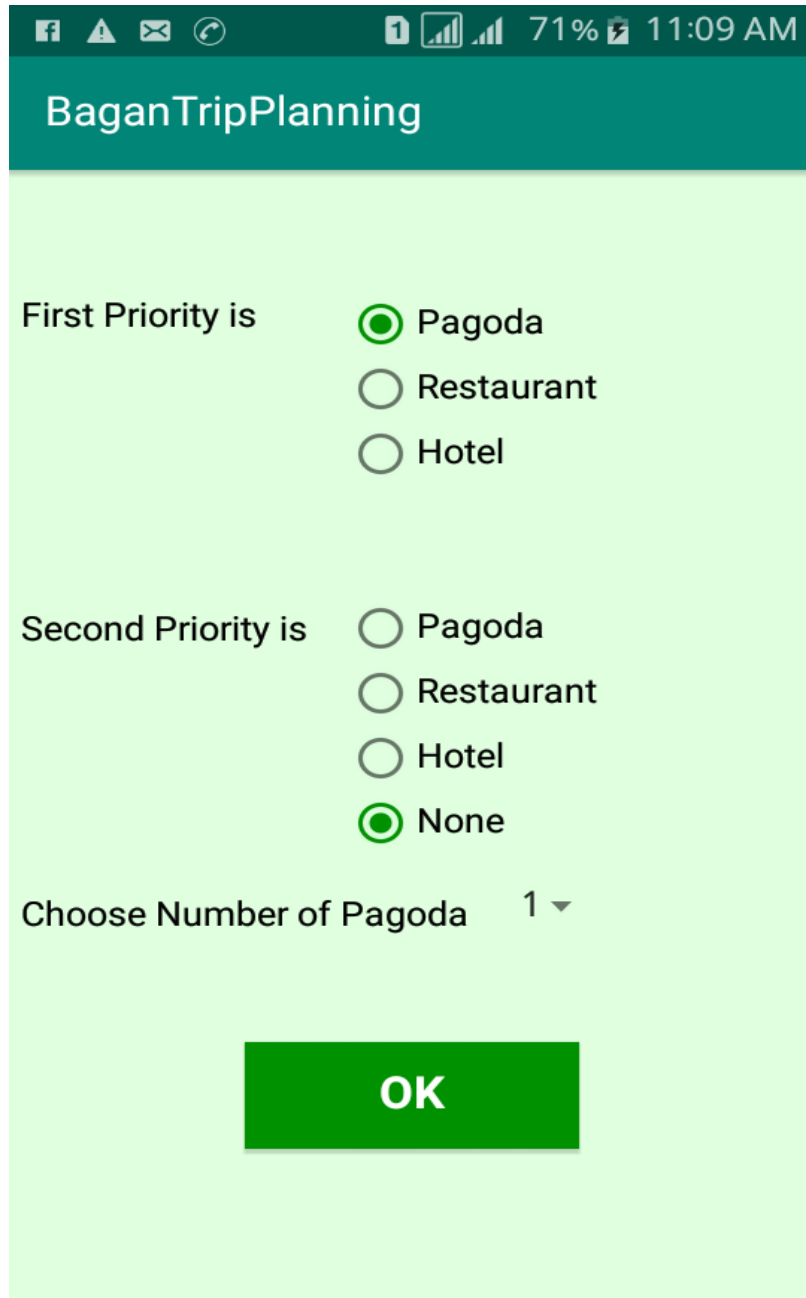 1 71% 11:09 AM
BaganTripPlanning
First Priority is
Pagoda
Restaurant
Hotel
Second Priority is
Pagoda
Restaurant
Hotel
None
Choose Number of Pagoda 1
OK